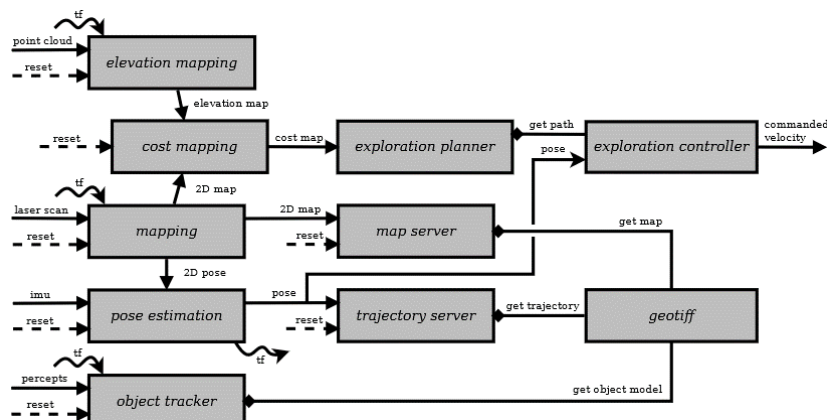 tf
point cloud
reset
elevation mapping
elevation map
reset
cost mapping
cost map
exploration planner
get path
pose
exploration controller
commanded
velocity
tf
laser scan
reset
mapping
2D map
2D map
reset
map server
get map
2D pose
imu
reset
pose estimation
pose
tf
reset
trajectory server
get trajectory
geotiff
tf
percepts
reset
object tracker
get object model